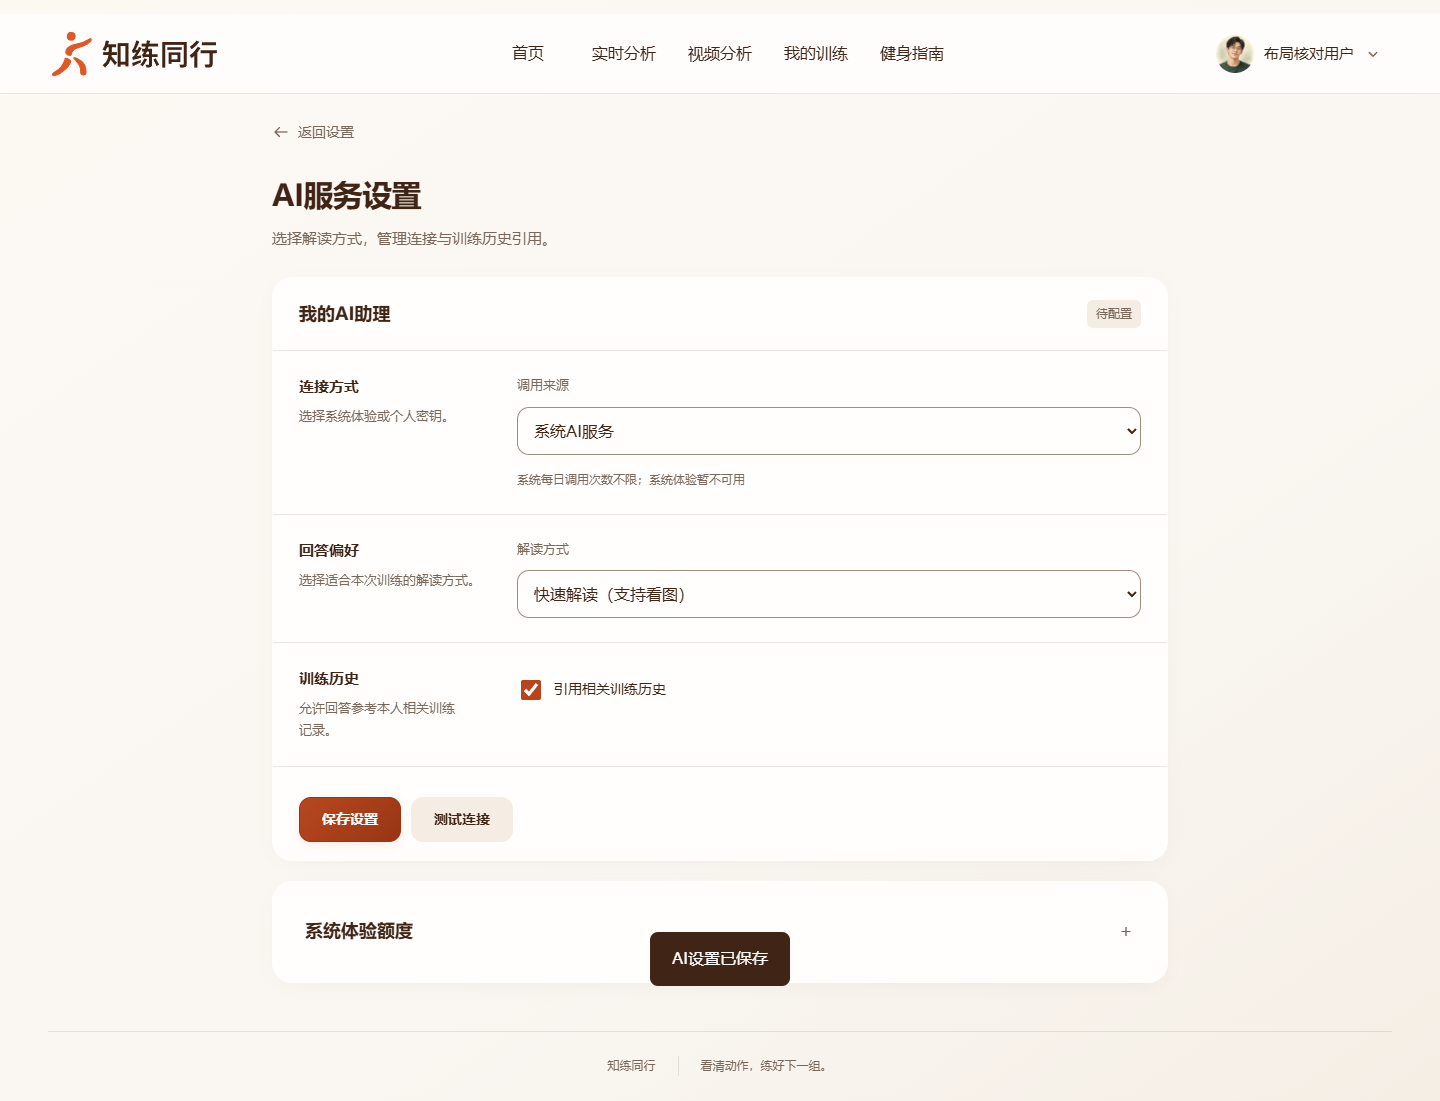 知练同行
首页
实时分析
视频分析
我的训练
健身指南
布局核对用户
返回设置
AI服务设置
选择解读方式，管理连接与训练历史引用。
我的AI助理
待配置
连接方式
选择系统体验或个人密钥。
调用来源
系统AI服务
系统每日调用次数不限；系统体验暂不可用
回答偏好
选择适合本次训练的解读方式。
解读方式
快速解读（支持看图）
训练历史
允许回答参考本人相关训练
记录。
引用相关训练历史
保存设置
测试连接
系统体验额度
+
AI设置已保存
知练同行
看清动作，练好下一组。